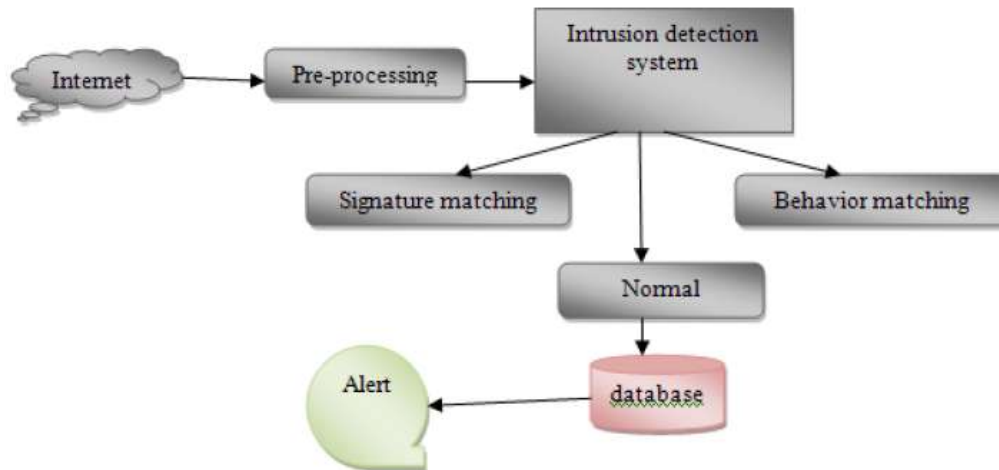 Internet
Pre-processing
Intrusion detection
system
Signature matching
Behavior matching
Normal
Alert
database